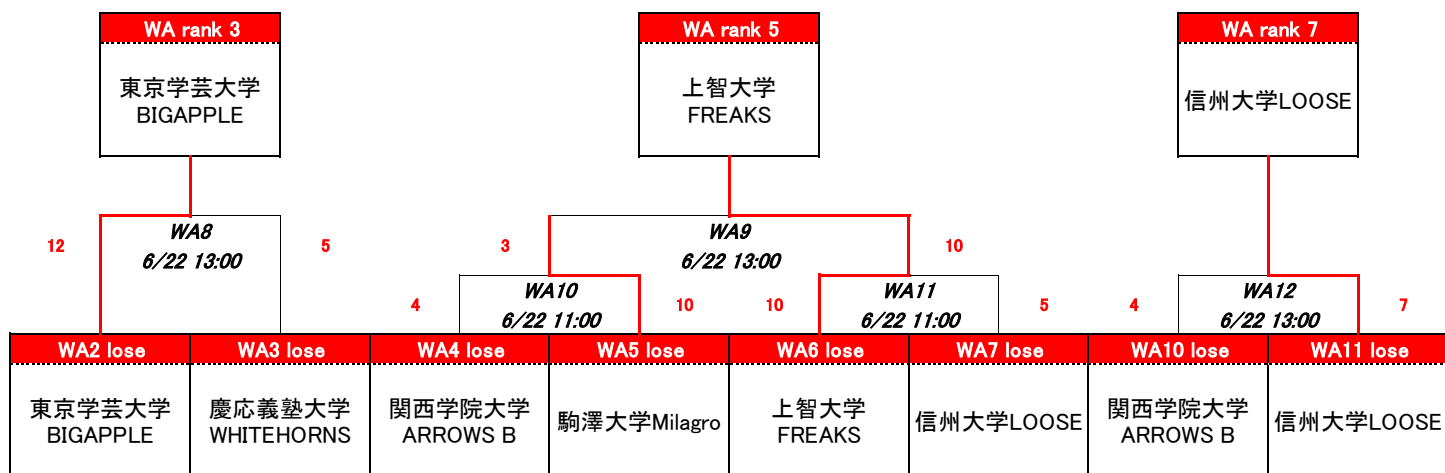 WA rank 3
WA rank 5
WA rank 7
東京学芸大学
BIGAPPLE
上智大学
FREAKS
信州大学LOOSE
12
WA8
6/22 13:00
5
3
WA9
6/22 13:00
10
4
WA10
6/22 11:00
10
10
WA11
6/22 11:00
5
4
WA12
6/22 13:00
7
WA2 lose
WA3 lose
WA4 lose
WA5 lose
WA6 lose
WA7 lose
WA10 lose
WA11 lose
東京学芸大学
BIGAPPLE
慶応義塾大学
WHITEHORNS
関西学院大学
ARROWS B
駒澤大学Milagro
上智大学
FREAKS
信州大学LOOSE
関西学院大学
ARROWS B
信州大学LOOSE